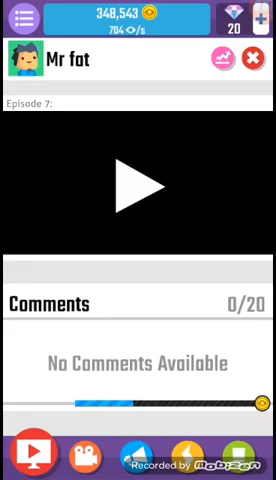 348,543
704 /s
20
Mr fat
Episode 7:
Comments 0/20
No Comments Available
Recorded by MOBIZEN